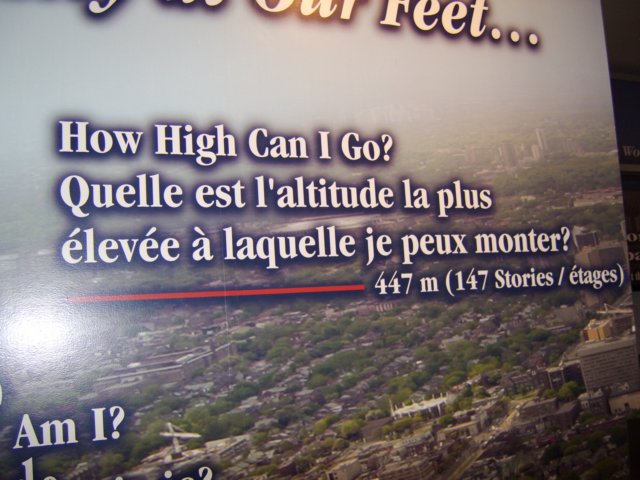 at Our Feet...
How High Can I Go?
Quelle est l'altitude la plus
élevée à laquelle je peux monter?
447 m (147 Stories / étages)
Am I?